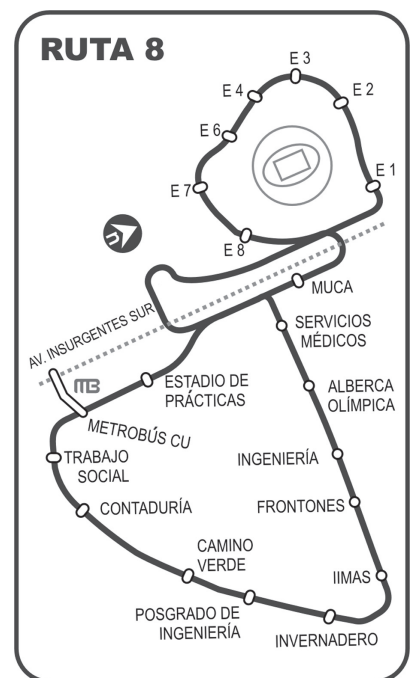 RUTA 8
E 3
E 4
E 2
E 6
E 1
E 7
E 8
N
MUCA
AV. INSURGENTES SUR
SERVICIOS
MÉDICOS
MB
ESTADIO DE
PRÁCTICAS
ALBERCA
OLÍMPICA
METROBÚS CU
TRABAJO
SOCIAL
INGENIERÍA
CONTADURÍA
FRONTONES
CAMINO
VERDE
IIMAS
POSGRADO DE
INGENIERÍA
INVERNADERO